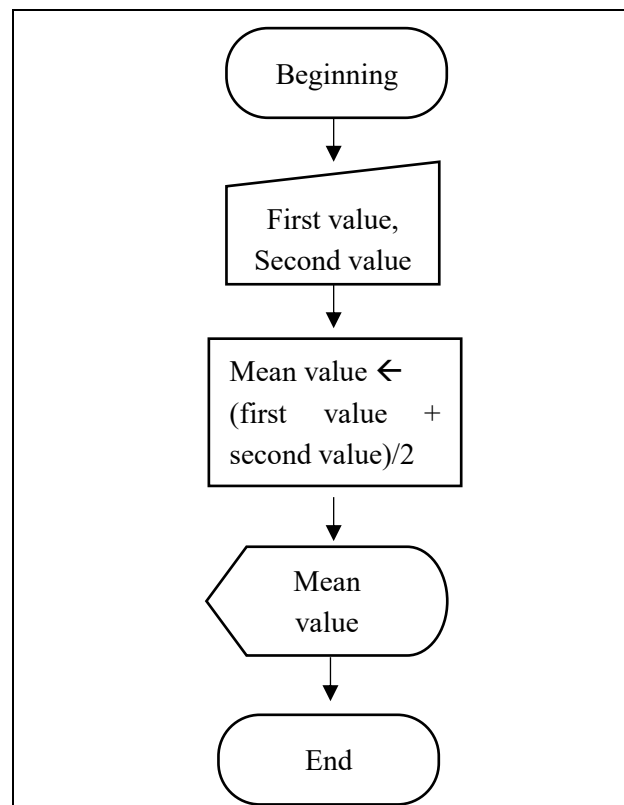 Beginning
First value,
Second value
Mean value ←
(first value +
second value)/2
Mean
value
End